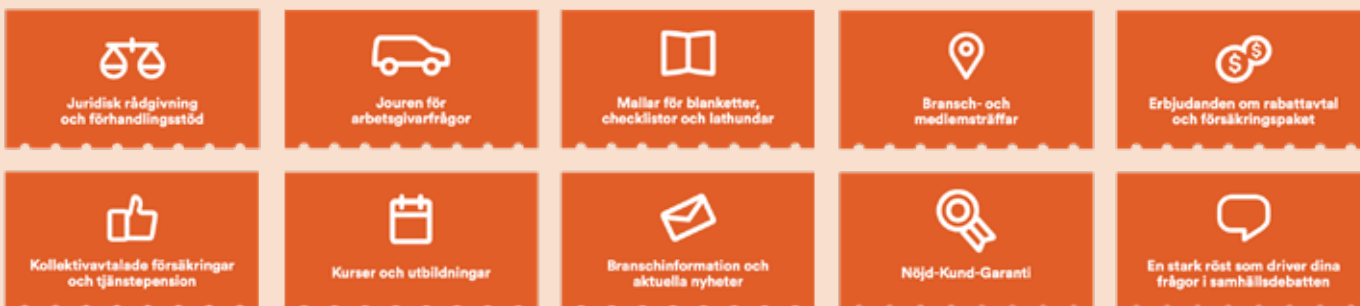 Juridisk rådgivning
och förhandlingsstöd
Jouren för
arbetsgivarfrågor
Mallar för blanketter,
checklistor och lathundar
Bransch- och
medlemsträffar
$ $
Erbjudanden om rabattavtal
och försäkringspaket
Kollektivavtalade försäkringar
och tjänstepension
Kurser och utbildningar
Branschinformation och
aktuella nyheter
Nöjd-Kund-Garanti
En stark röst som driver dina
frågor i samhällsdebatten